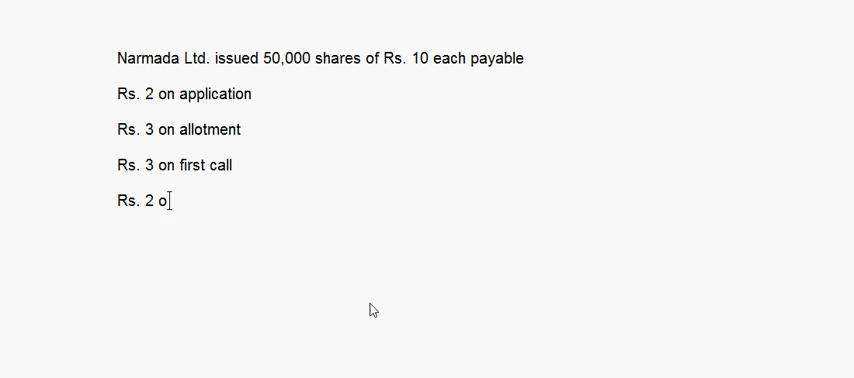 Narmada Ltd. issued 50,000 shares of Rs. 10 each payable
Rs. 2 on application
Rs. 3 on allotment
Rs. 3 on first call
Rs. 2 o